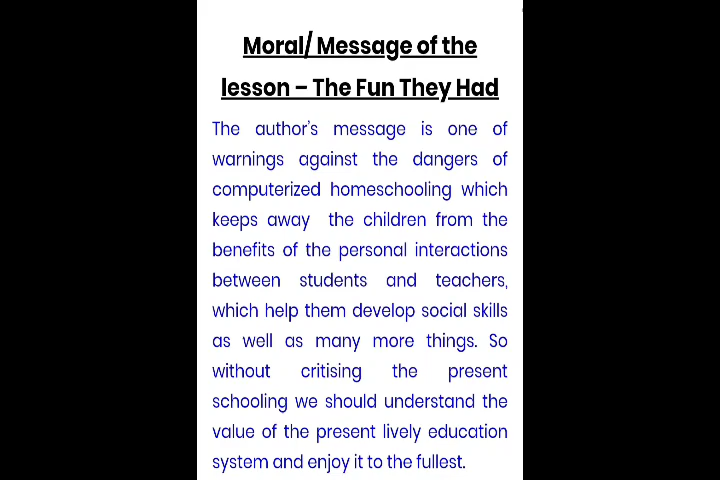 Moral/ Message of the
lesson – The Fun They Had
The author's message is one of
warnings against the dangers of
computerized homeschooling which
keeps away the children from the
benefits of the personal interactions
between students and teachers,
which help them develop social skills
as well as many more things. So
without critising the present
schooling we should understand the
value of the present lively education
system and enjoy it to the fullest.